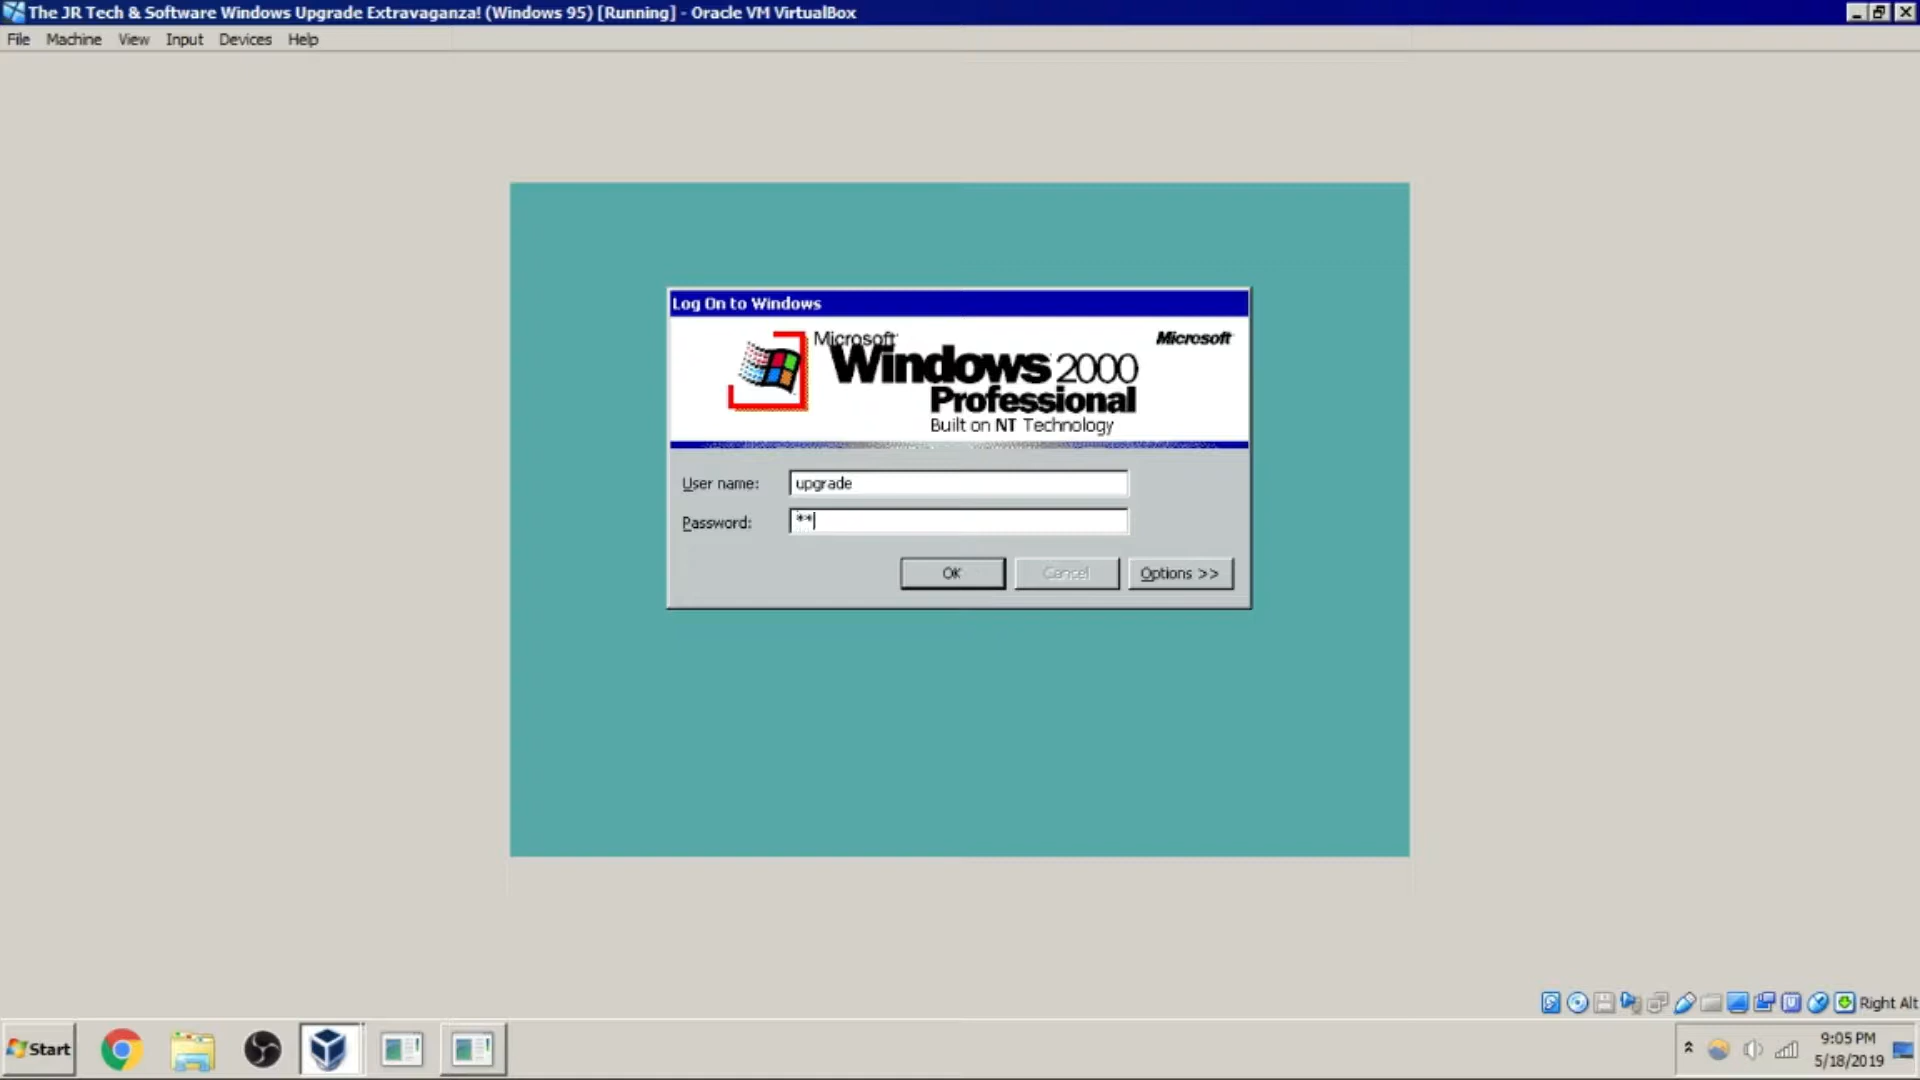 The JR Tech & Software Windows Upgrade Extravaganza! (Windows 95) [Running] - Oracle VM VirtualBox
File Machine View Input Devices Help
Log On to Windows
Microsoft
Microsoft
Windows 2000
Professional
Built on NT Technology
User name: upgrade
Password: **
OK Cancel Options >>
Right Alt
Start
9:05 PM
5/18/2019